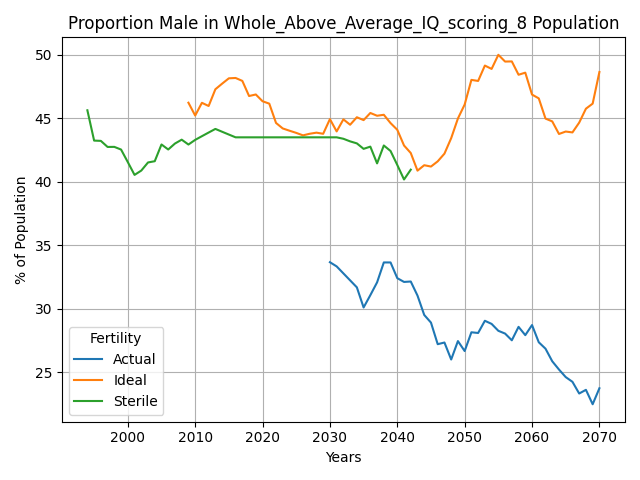 Proportion Male in Whole_Above_Average_IQ_scoring_8 Population
% of Population
50
45
40
35
30
25
Fertility
Actual
Ideal
Sterile
2000 2010 2020 2030 2040 2050 2060 2070
Years